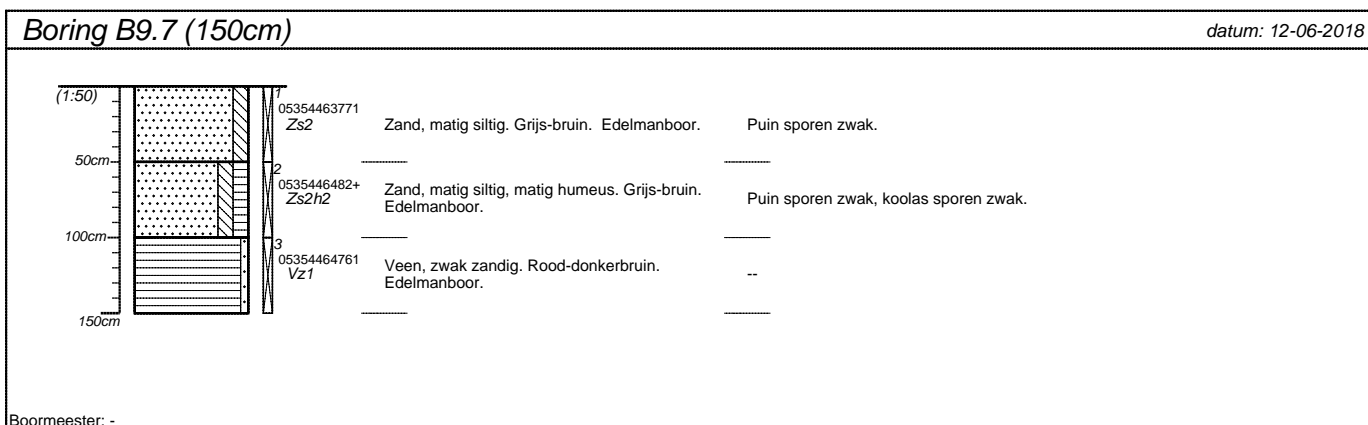 Boring B9.7 (150cm) datum: 12-06-2018
(1:50)
1
05354463771
Zs2 Zand, matig siltig. Grijs-bruin. Edelmanboor. Puin sporen zwak.
50cm
2
0535446482+
Zs2h2 Zand, matig siltig, matig humeus. Grijs-bruin. Edelmanboor. Puin sporen zwak, koolas sporen zwak.
100cm
3
05354464761
Vz1 Veen, zwak zandig. Rood-donkerbruin. Edelmanboor. --
150cm
Boormeester: -